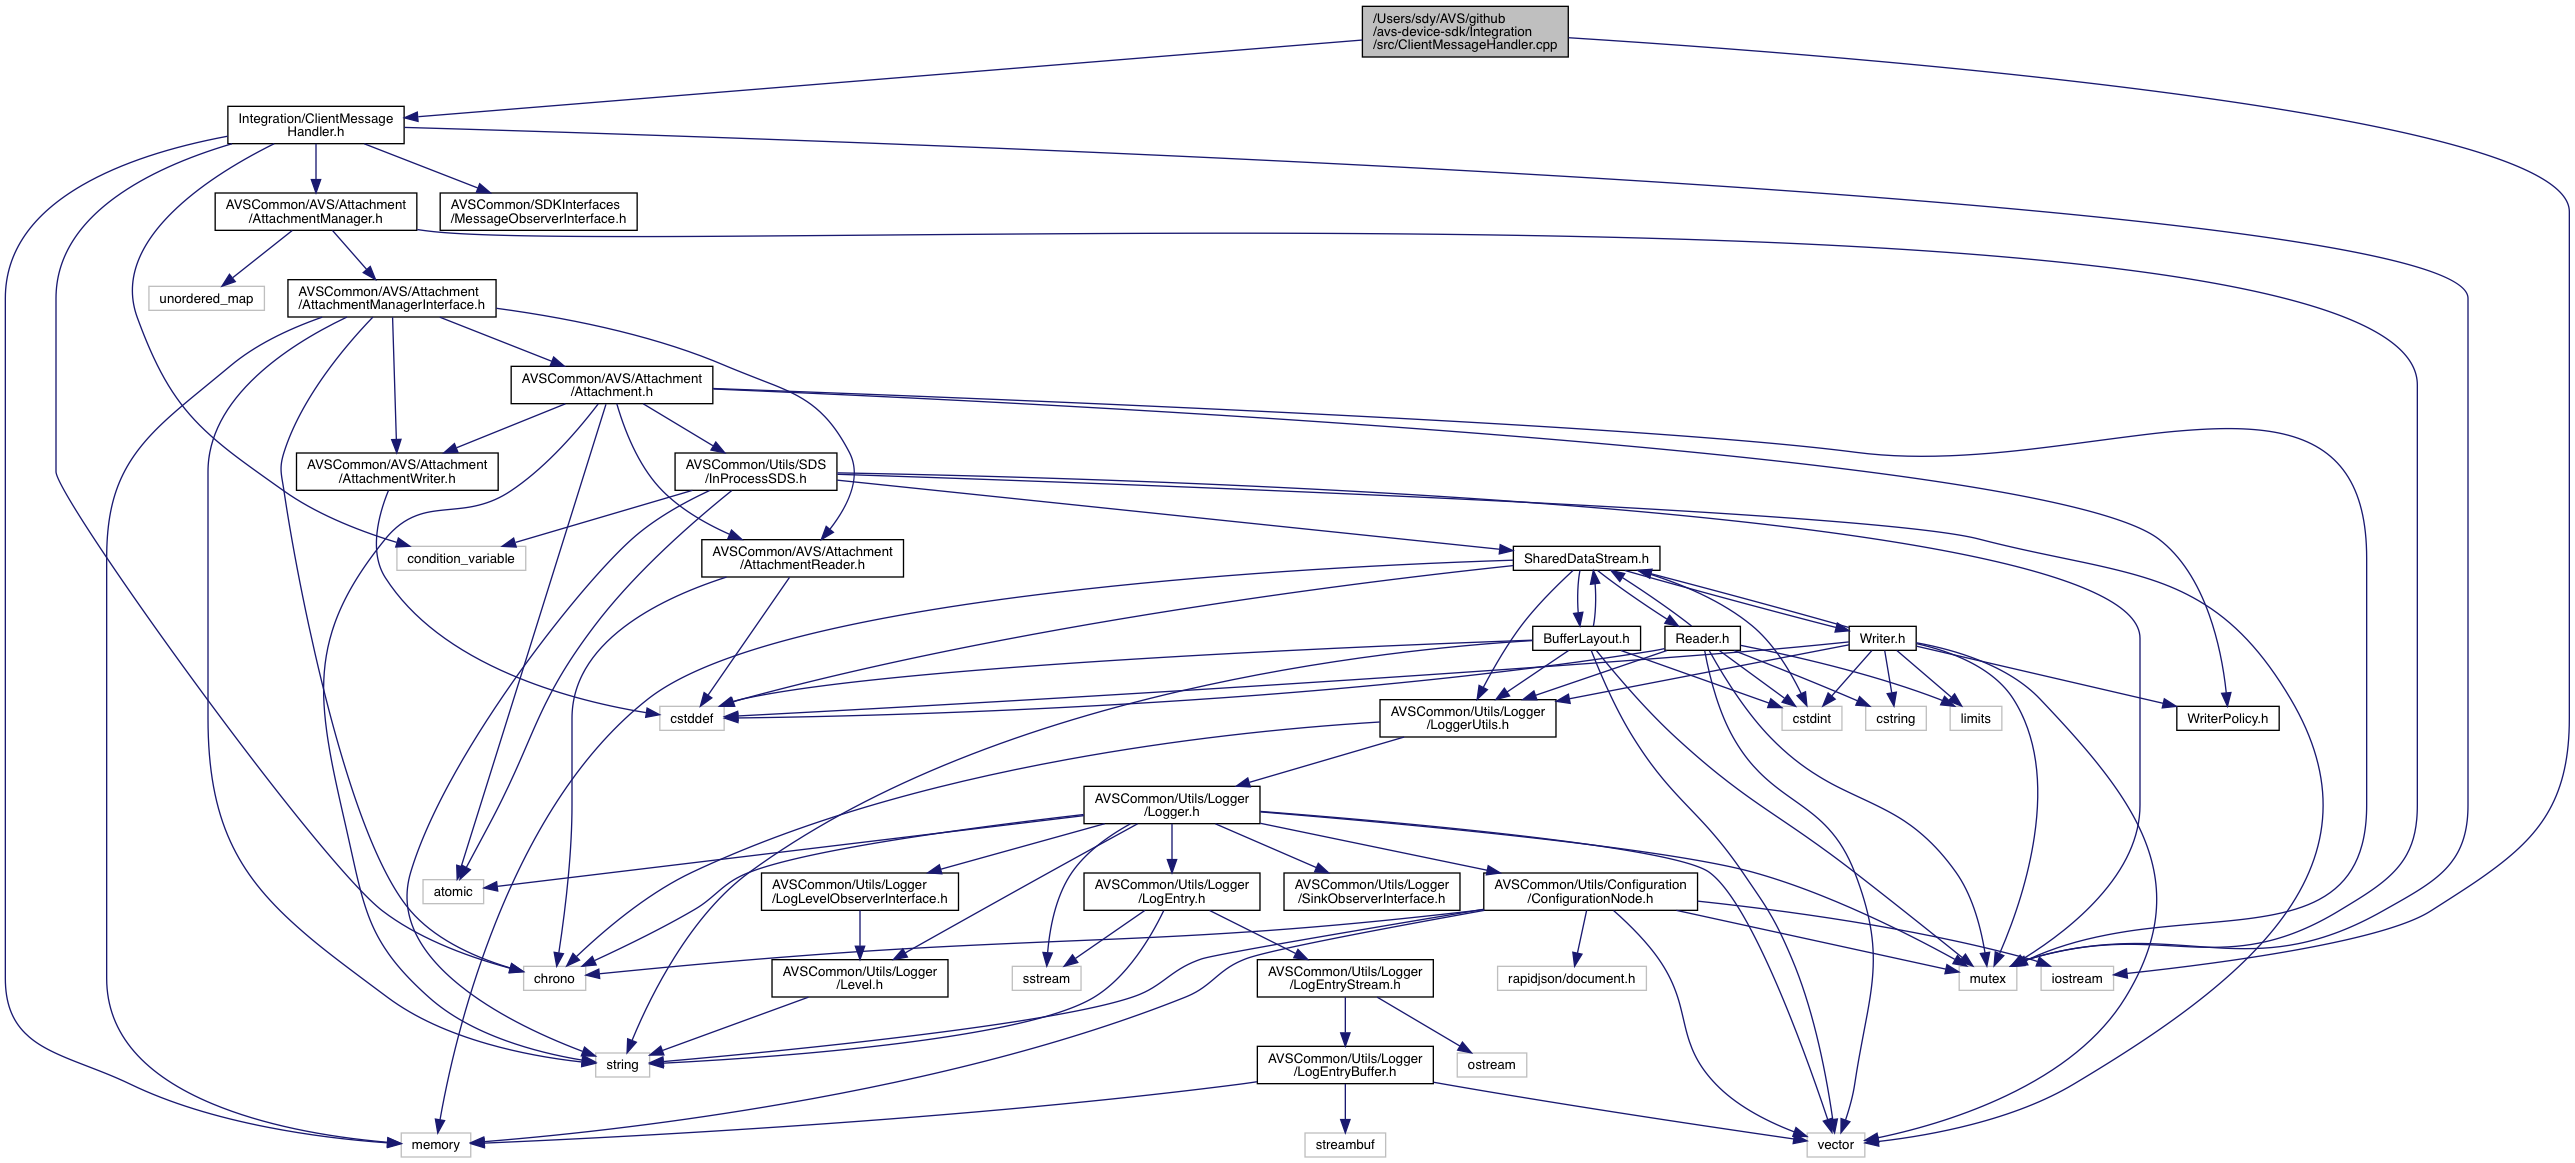 /Users/sdy/AVS/github
/avs-device-sdk/Integration
/src/ClientMessageHandler.cpp
Integration/ClientMessage
Handler.h
AVSCommon/AVS/Attachment
/AttachmentManager.h
AVSCommon/SDKInterfaces
/MessageObserverInterface.h
unordered_map
AVSCommon/AVS/Attachment
/AttachmentManagerInterface.h
AVSCommon/AVS/Attachment
/Attachment.h
AVSCommon/AVS/Attachment
/AttachmentWriter.h
AVSCommon/Utils/SDS
/InProcessSDS.h
condition_variable
AVSCommon/AVS/Attachment
/AttachmentReader.h
SharedDataStream.h
BufferLayout.h
Reader.h
Writer.h
cstddef
AVSCommon/Utils/Logger
/LoggerUtils.h
cstdint
cstring
limits
WriterPolicy.h
AVSCommon/Utils/Logger
/Logger.h
atomic
AVSCommon/Utils/Logger
/LogLevelObserverInterface.h
AVSCommon/Utils/Logger
/LogEntry.h
AVSCommon/Utils/Logger
/SinkObserverInterface.h
AVSCommon/Utils/Configuration
/ConfigurationNode.h
chrono
AVSCommon/Utils/Logger
/Level.h
sstream
AVSCommon/Utils/Logger
/LogEntryStream.h
rapidjson/document.h
mutex
iostream
string
AVSCommon/Utils/Logger
/LogEntryBuffer.h
ostream
memory
streambuf
vector